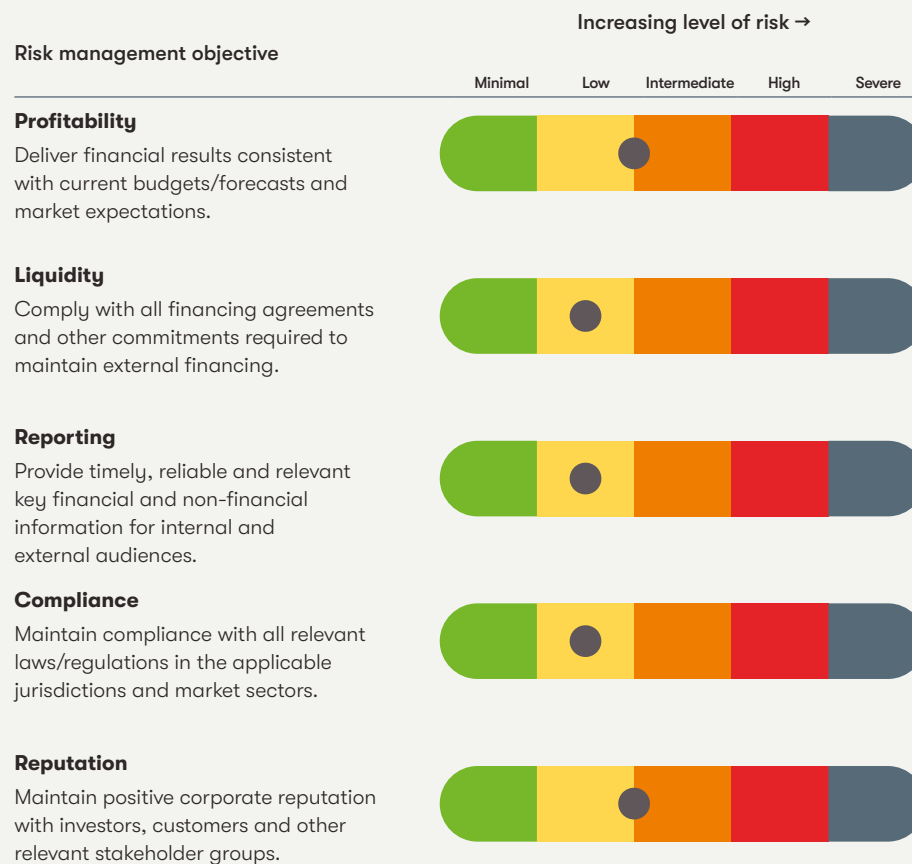 Increasing level of risk →
Risk management objective
Minimal Low Intermediate High Severe
Profitability
Deliver financial results consistent
with current budgets/forecasts and
market expectations.
Liquidity
Comply with all financing agreements
and other commitments required to
maintain external financing.
Reporting
Provide timely, reliable and relevant
key financial and non-financial
information for internal and
external audiences.
Compliance
Maintain compliance with all relevant
laws/regulations in the applicable
jurisdictions and market sectors.
Reputation
Maintain positive corporate reputation
with investors, customers and other
relevant stakeholder groups.